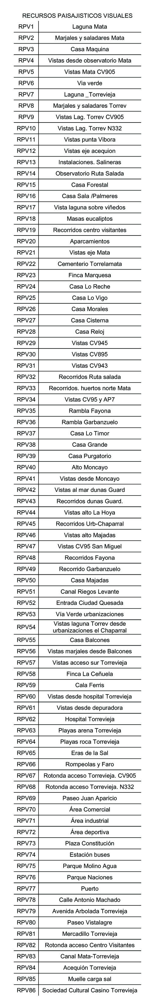 RECURSOS PAISAJISTICOS VISUALES
RPV1 Laguna Mata
RPV2 Marjales y saladares Mata
RPV3 Casa Maquina
RPV4 Vistas desde observatorio Mata
RPV5 Vistas Mata CV905
RPV6 Via verde
RPV7 Laguna _Torrevieja
RPV8 Marjales y saladares Torrev
RPV9 Vistas Lag. Torrev CV905
RPV10 Vistas Lag. Torrev N332
RPV11 Vistas punta Vibora
RPV12 Vistas eje acequion
RPV13 Instalaciones. Salineras
RPV14 Observatorio Ruta Salada
RPV15 Casa Forestal
RPV16 Casa Sala /Palmeres
RPV17 Vista laguna sobre viñedos
RPV18 Masas eucaliptos
RPV19 Recorridos centro visitantes
RPV20 Aparcamientos
RPV21 Vistas eje Mata
RPV22 Cementerio Torrelamata
RPV23 Finca Marquesa
RPV24 Casa Lo Reche
RPV25 Casa Lo Vigo
RPV26 Casa Morales
RPV27 Casa Cisterna
RPV28 Casa Reloj
RPV29 Vistas CV945
RPV30 Vistas CV895
RPV31 Vistas CV943
RPV32 Recorridos Ruta salada
RPV33 Recorridos. huertos norte Mata
RPV34 Vistas CV95 y AP7
RPV35 Rambla Fayona
RPV36 Rambla Garbanzuelo
RPV37 Casa Lo Timor
RPV38 Casa Grande
RPV39 Casa Purgatorio
RPV40 Alto Moncayo
RPV41 Vistas desde Moncayo
RPV42 Vistas al mar dunas Guard
RPV43 Recorridos dunas Guard.
RPV44 Vistas alto La Hoya
RPV45 Recorridos Urb-Chaparral
RPV46 Vistas alto Majadas
RPV47 Vistas CV95 San Miguel
RPV48 Recorridos Fayona
RPV49 Recorrido Garbanzuelo
RPV50 Casa Majadas
RPV51 Canal Riegos Levante
RPV52 Entrada Ciudad Quesada
RPV53 Vía Verde urbanizaciones
RPV54 Vistas laguna Torrev desde
urbanizaciones el Chaparral
RPV55 Casa Balcones
RPV56 Vistas marjales desde Balcones
RPV57 Vistas acceso sur Torrevieja
RPV58 Finca La Ceñuela
RPV59 Cala Ferris
RPV60 Vistas desde hospital Torrevieja
RPV61 Vistas desde depuradora
RPV62 Hospital Torrevieja
RPV63 Playas arena Torrevieja
RPV64 Playas roca Torrevieja
RPV65 Eras de la Sal
RPV66 Rompeolas y Faro
RPV67 Rotonda acceso Torrevieja. CV905
RPV68 Rotonda acceso Torrevieja. N332
RPV69 Paseo Juan Aparicio
RPV70 Área Comercial
RPV71 Área industrial
RPV72 Área deportiva
RPV73 Plaza Constitución
RPV74 Estación buses
RPV75 Parque Molino Agua
RPV76 Parque Naciones
RPV77 Puerto
RPV78 Calle Antonio Machado
RPV79 Avenida Arbolada Torrevieja
RPV80 Paseo Vistalagre
RPV81 Mercadillo Torrevieja
RPV82 Rotonda acceso Centro Visitantes
RPV83 Canal Mata-Torrevieja
RPV84 Acequión Torrevieja
RPV85 Muelle carga sal
RPV86 Sociedad Cultural Casino Torrevieja